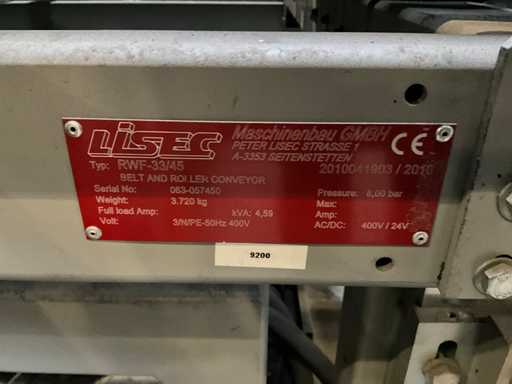 LiSEC Maschinenbau GMBH
PETER LISEC STRASSE 1
A-3353 SEITENSTETTEN
CE
Typ: RWF-33/45 2010041903 / 2010
BELT AND ROLLER CONVEYOR
Serial No: 063-057450 Pressure: 6,00 bar
Weight: 3.720 kg Max:
Full load Amp: kVA: 4,59 Amp:
Volt: 3/N/PE-50Hz 400V AC/DC: 400V / 24V
9200